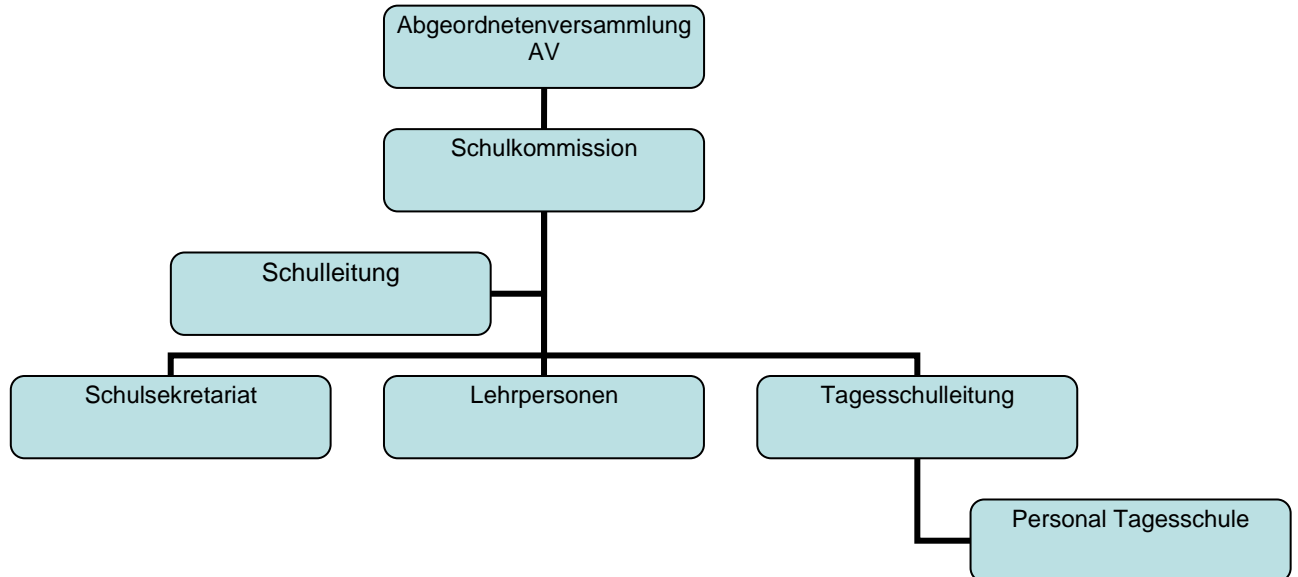 Abgeordnetenversammlung
AV
Schulkommission
Schulleitung
Schulsekretariat
Lehrpersonen
Tagesschulleitung
Personal Tagesschule